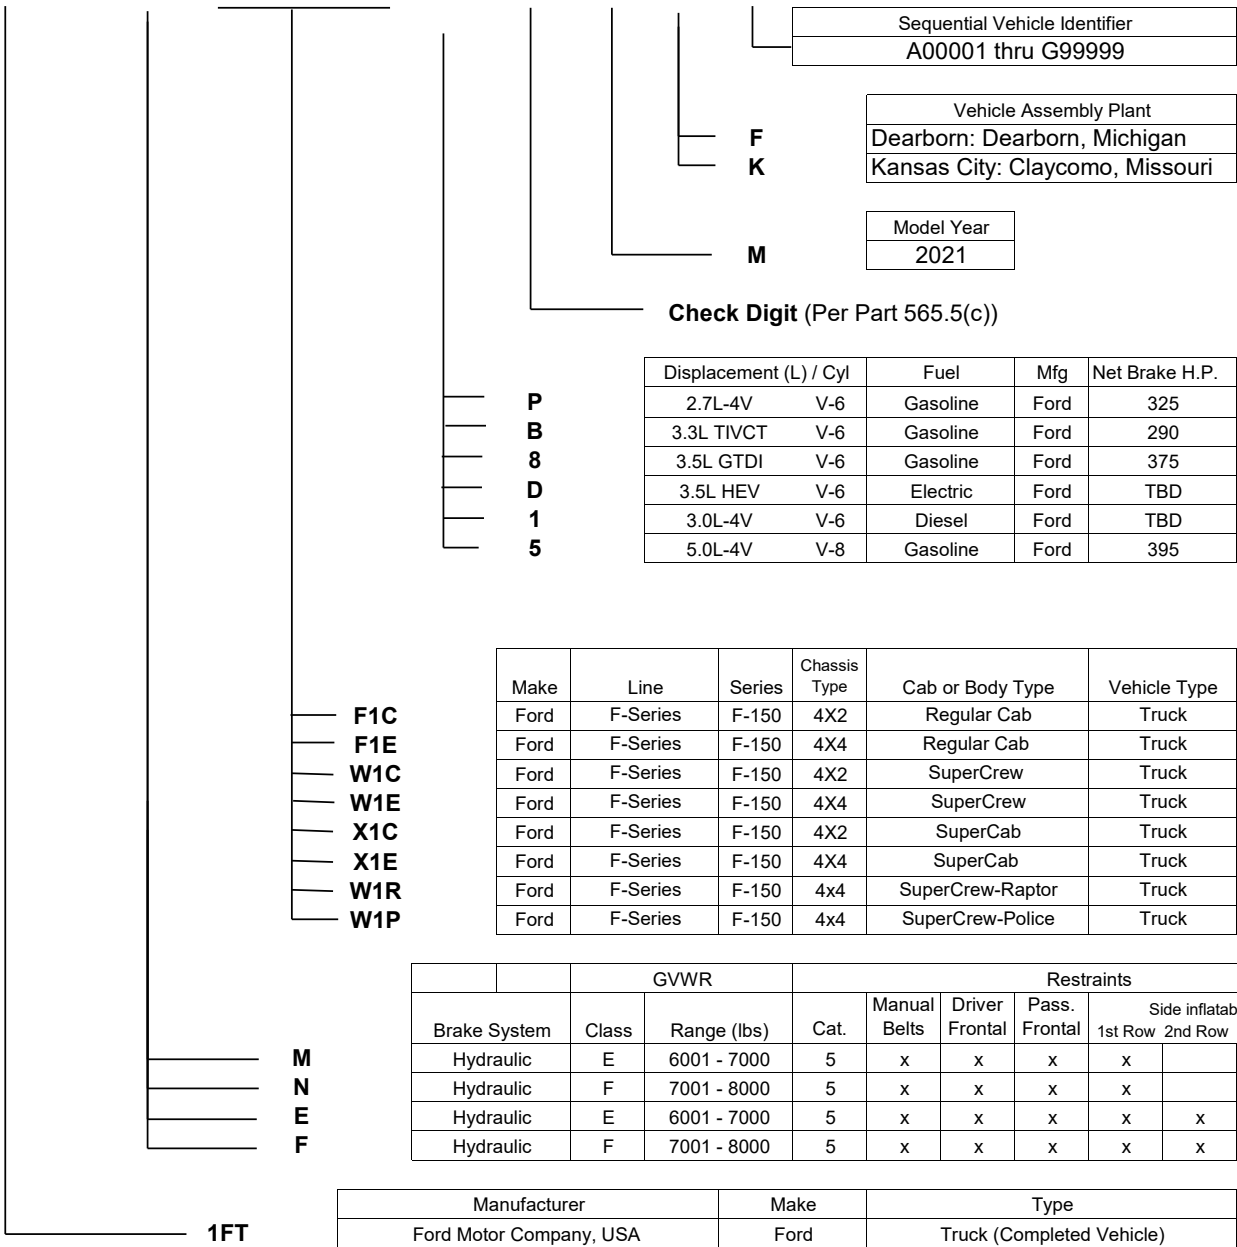 Sequential Vehicle Identifier
A00001 thru G99999
Vehicle Assembly Plant
F Dearborn: Dearborn, Michigan
K Kansas City: Claycomo, Missouri
Model Year
M 2021
Check Digit (Per Part 565.5(c))
Displacement (L) / Cyl Fuel Mfg Net Brake H.P.
P 2.7L-4V V-6 Gasoline Ford 325
B 3.3L TIVCT V-6 Gasoline Ford 290
8 3.5L GTDI V-6 Gasoline Ford 375
D 3.5L HEV V-6 Electric Ford TBD
1 3.0L-4V V-6 Diesel Ford TBD
5 5.0L-4V V-8 Gasoline Ford 395
Make Line Series Chassis Type Cab or Body Type Vehicle Type
F1C Ford F-Series F-150 4X2 Regular Cab Truck
F1E Ford F-Series F-150 4X4 Regular Cab Truck
W1C Ford F-Series F-150 4X2 SuperCrew Truck
W1E Ford F-Series F-150 4X4 SuperCrew Truck
X1C Ford F-Series F-150 4X2 SuperCab Truck
X1E Ford F-Series F-150 4X4 SuperCab Truck
W1R Ford F-Series F-150 4x4 SuperCrew-Raptor Truck
W1P Ford F-Series F-150 4x4 SuperCrew-Police Truck
GVWR Restraints
Brake System Class Range (lbs) Cat. Manual Belts Driver Frontal Pass. Frontal Side inflatab 1st Row 2nd Row
M Hydraulic E 6001 - 7000 5 x x x x
N Hydraulic F 7001 - 8000 5 x x x x
E Hydraulic E 6001 - 7000 5 x x x x x
F Hydraulic F 7001 - 8000 5 x x x x x
Manufacturer Make Type
1FT Ford Motor Company, USA Ford Truck (Completed Vehicle)